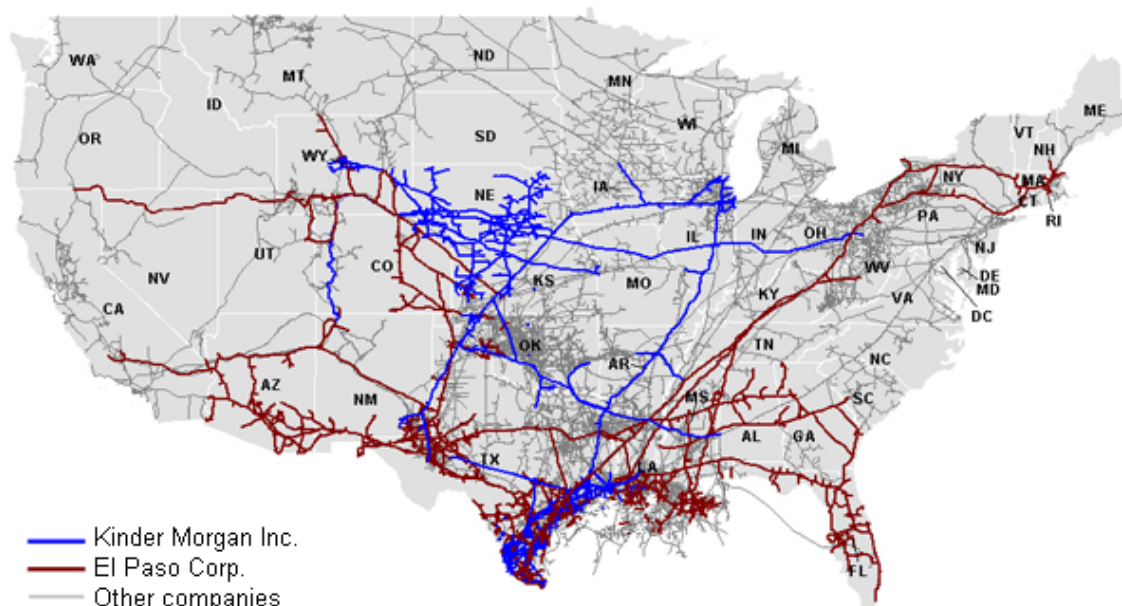 WA
MT
ND
MN
ME
ID
OR
SD
WI
MI
VT
NH
WY
NE
IA
NY
MA
CT
RI
PA
NV
UT
CO
IL
IN
OH
NJ
KS
MO
WV
DE
MD
CA
KY
VA
DC
OK
TN
AR
NC
AZ
NM
MS
SC
AL
GA
TX
LA
FL
Kinder Morgan Inc.
El Paso Corp.
Other companies